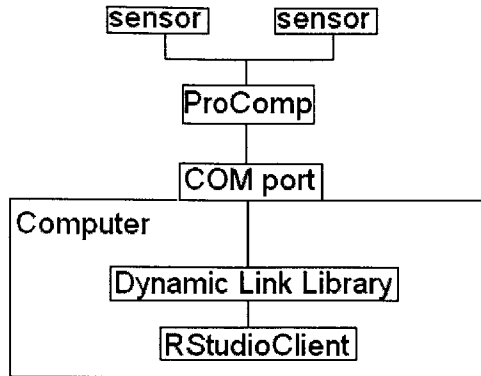 sensor sensor
ProComp
COM port
Computer
Dynamic Link Library
RStudioClient